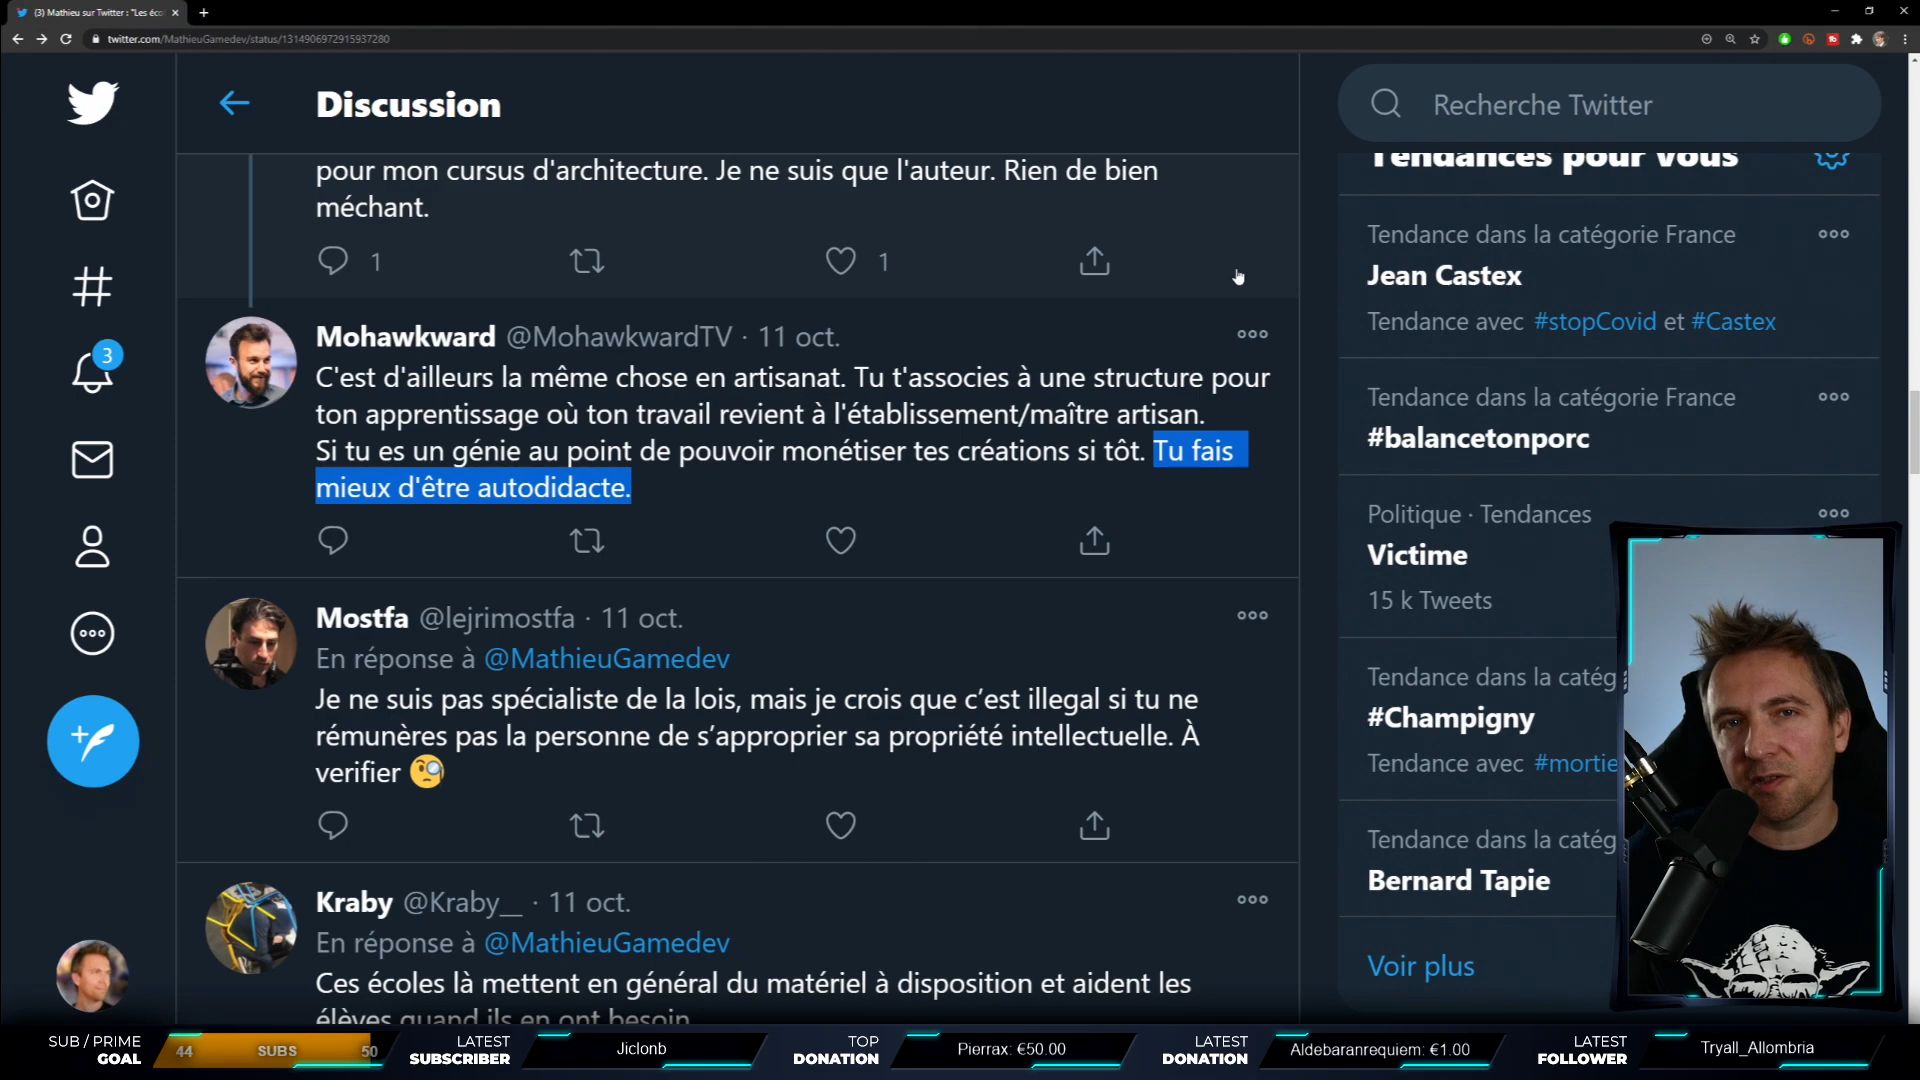 (3) Mathieu sur Twitter : "Les éco
twitter.com/MathieuGamedev/status/1314906972915937280
Discussion
pour mon cursus d'architecture. Je ne suis que l'auteur. Rien de bien
méchant.
1
1
Mohawkward @MohawkwardTV · 11 oct.
C'est d'ailleurs la même chose en artisanat. Tu t'associes à une structure pour
ton apprentissage où ton travail revient à l'établissement/maître artisan.
Si tu es un génie au point de pouvoir monétiser tes créations si tôt. Tu fais
mieux d'être autodidacte.
Mostfa @lejrimostfa · 11 oct.
En réponse à @MathieuGamedev
Je ne suis pas spécialiste de la lois, mais je crois que c’est illegal si tu ne
rémunères pas la personne de s’approprier sa propriété intellectuelle. À
verifier 🧐
Kraby @Kraby__ · 11 oct.
En réponse à @MathieuGamedev
Ces écoles là mettent en général du matériel à disposition et aident les
élèves quand ils en ont besoin
3
Recherche Twitter
Tendances pour vous
Tendance dans la catégorie France
Jean Castex
Tendance avec #stopCovid et #Castex
Tendance dans la catégorie France
#balancetonporc
Politique · Tendances
Victime
15 k Tweets
Tendance dans la catég
#Champigny
Tendance avec #mortie
Tendance dans la catég
Bernard Tapie
Voir plus
SUB / PRIME
GOAL
44 SUBS 50
LATEST
SUBSCRIBER
Jiclonb
TOP
DONATION
Pierrax: €50.00
LATEST
DONATION
Aldebaranrequiem: €1.00
LATEST
FOLLOWER
Tryall_Allombria